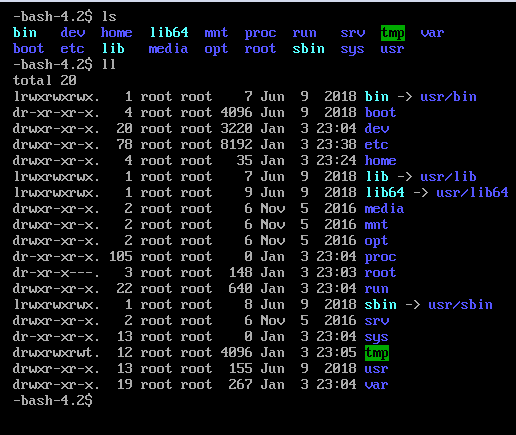 -bash-4.2$ ls
bin dev home lib64 mnt proc run srv tmp var
boot etc lib media opt root sbin sys usr
-bash-4.2$ ll
total 20
lrwxrwxrwx. 1 root root 7 Jun 9 2018 bin -> usr/bin
dr-xr-xr-x. 4 root root 4096 Jun 9 2018 boot
drwxr-xr-x. 20 root root 3220 Jan 3 23:04 dev
drwxr-xr-x. 78 root root 8192 Jan 3 23:38 etc
drwxr-xr-x. 4 root root 35 Jan 3 23:24 home
lrwxrwxrwx. 1 root root 7 Jun 9 2018 lib -> usr/lib
lrwxrwxrwx. 1 root root 9 Jun 9 2018 lib64 -> usr/lib64
drwxr-xr-x. 2 root root 6 Nov 5 2016 media
drwxr-xr-x. 2 root root 6 Nov 5 2016 mnt
drwxr-xr-x. 2 root root 6 Nov 5 2016 opt
dr-xr-xr-x. 105 root root 0 Jan 3 23:04 proc
dr-xr-x---. 3 root root 148 Jan 3 23:03 root
drwxr-xr-x. 22 root root 640 Jan 3 23:04 run
lrwxrwxrwx. 1 root root 8 Jun 9 2018 sbin -> usr/sbin
drwxr-xr-x. 2 root root 6 Nov 5 2016 srv
dr-xr-xr-x. 13 root root 0 Jan 3 23:04 sys
drwxrwxrwt. 12 root root 4096 Jan 3 23:05 tmp
drwxr-xr-x. 13 root root 155 Jun 9 2018 usr
drwxr-xr-x. 19 root root 267 Jan 3 23:04 var
-bash-4.2$